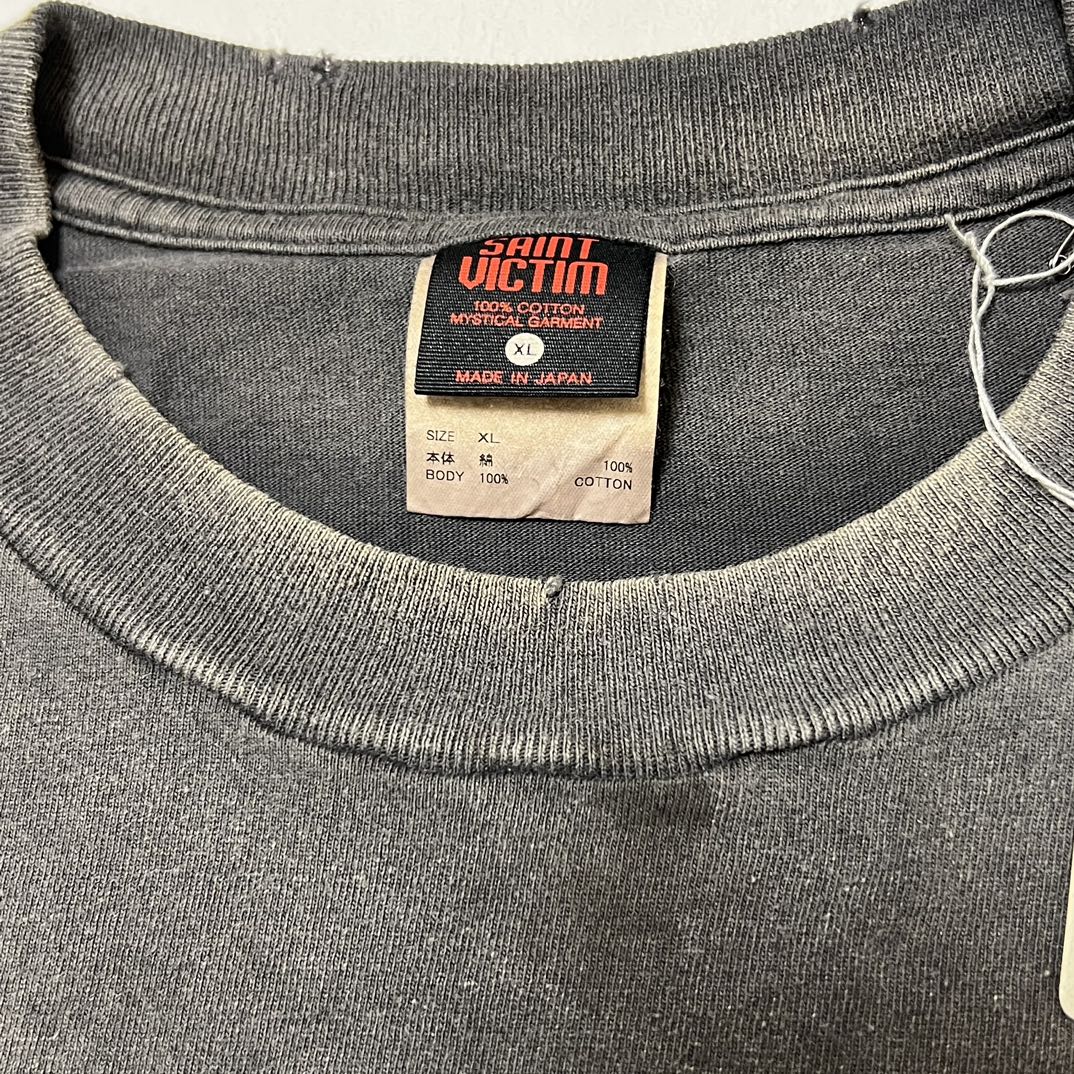 SAINT
VICTIM
100% COTTON
MYSTICAL GARMENT
XL
MADE IN JAPAN
SIZE XL
本体 綿 100%
BODY 100% COTTON